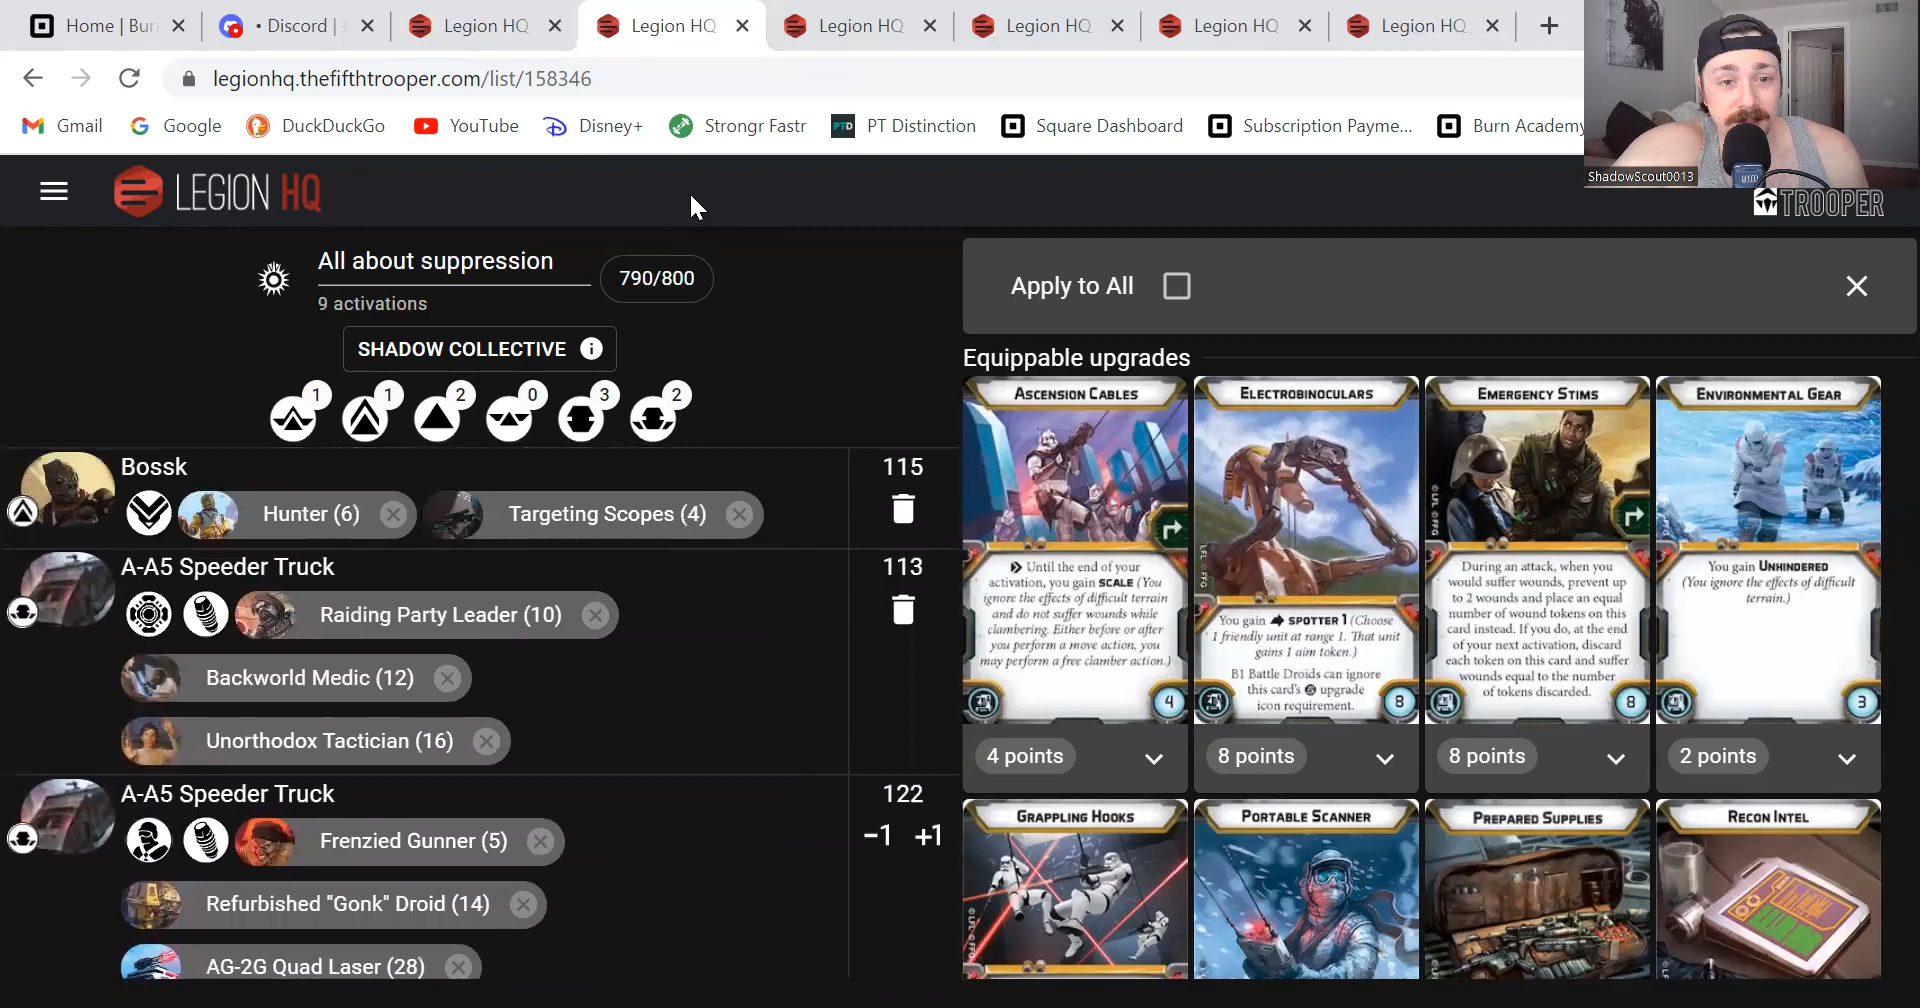 Home | Bur
• Discord | #
Legion HQ
Legion HQ
Legion HQ
Legion HQ
Legion HQ
Legion HQ
legionhq.thefifthtrooper.com/list/158346
Gmail
Google
DuckDuckGo
YouTube
Disney+
Strongr Fastr
PTD
PT Distinction
Square Dashboard
Subscription Payme...
Burn Academy
ShadowScout0013
TROOPER
LEGION HQ
All about suppression
790/800
9 activations
SHADOW COLLECTIVE
1
1
2
0
3
2
Bossk
115
Hunter (6)
Targeting Scopes (4)
A-A5 Speeder Truck
113
Raiding Party Leader (10)
Backworld Medic (12)
Unorthodox Tactician (16)
A-A5 Speeder Truck
122
−1 +1
Frenzied Gunner (5)
Refurbished "Gonk" Droid (14)
AG-2G Quad Laser (28)
Apply to All
Equippable upgrades
ASCENSION CABLES
Until the end of your
activation, you gain SCALE (You
ignore the effects of difficult terrain
and do not suffer wounds while
clambering. Either before or after
you perform a move action, you
may perform a free clamber action.)
4
4 points
ELECTROBINOCULARS
You gain SPOTTER 1 (Choose
1 friendly unit at range 1. That unit
gains 1 aim token.)
B1 Battle Droids can ignore
this card's upgrade
icon requirement.
8
8 points
EMERGENCY STIMS
During an attack, when you
would suffer wounds, prevent up
to 2 wounds and place an equal
number of wound tokens on this
card instead. If you do, at the end
of your next activation, discard
each token on this card and suffer
wounds equal to the number
of tokens discarded.
8
8 points
ENVIRONMENTAL GEAR
You gain UNHINDERED
(You ignore the effects of difficult
terrain.)
3
2 points
GRAPPLING HOOKS
PORTABLE SCANNER
PREPARED SUPPLIES
RECON INTEL